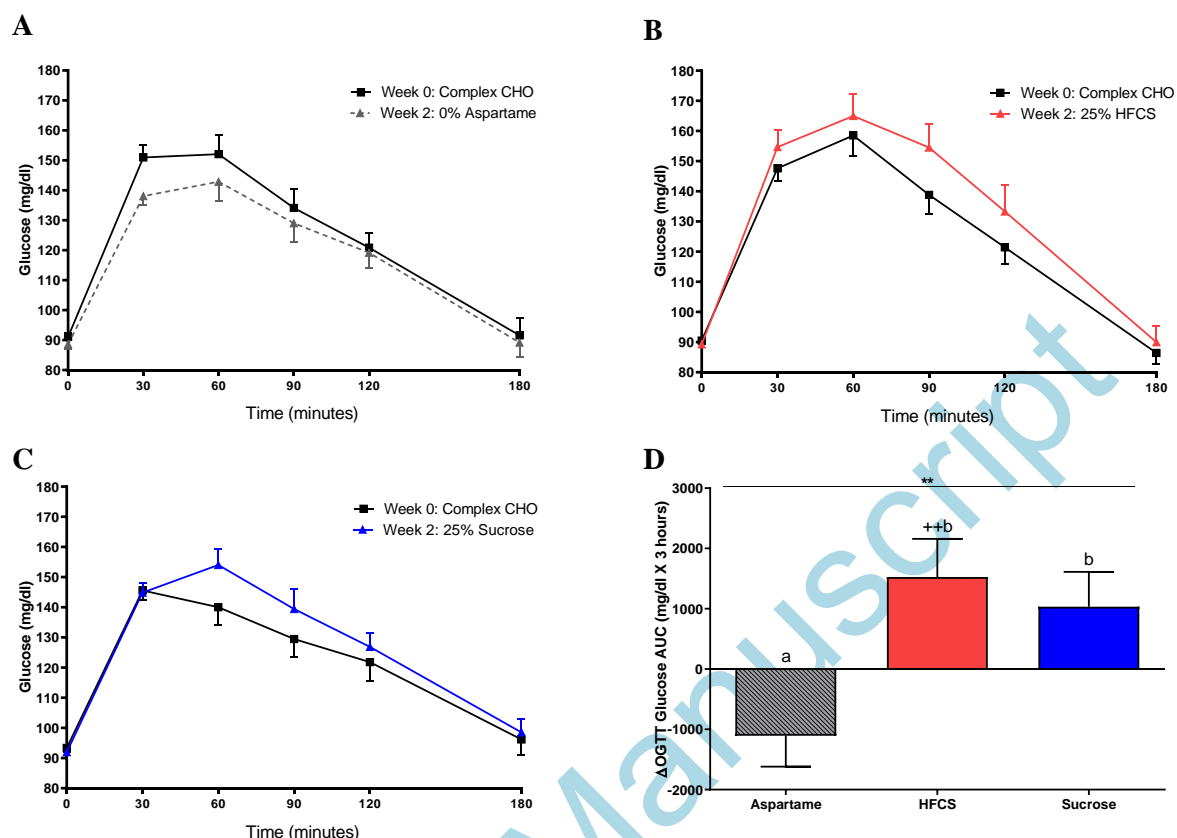 A
180
170
160
150
140
130
120
110
100
90
80
Glucose (mg/dl)
Week 0: Complex CHO
Week 2: 0% Aspartame
0 30 60 90 120 180
Time (minutes)
B
180
170
160
150
140
130
120
110
100
90
80
Glucose (mg/dl)
Week 0: Complex CHO
Week 2: 25% HFCS
0 30 60 90 120 180
Time (minutes)
C
180
170
160
150
140
130
120
110
100
90
80
Glucose (mg/dl)
Week 0: Complex CHO
Week 2: 25% Sucrose
0 30 60 90 120 180
Time (minutes)
D
3000
2000
1000
0
-1000
-2000
ΔOGTT Glucose AUC (mg/dl X 3 hours)
**
++b
b
a
Aspartame HFCS Sucrose
Manuscript